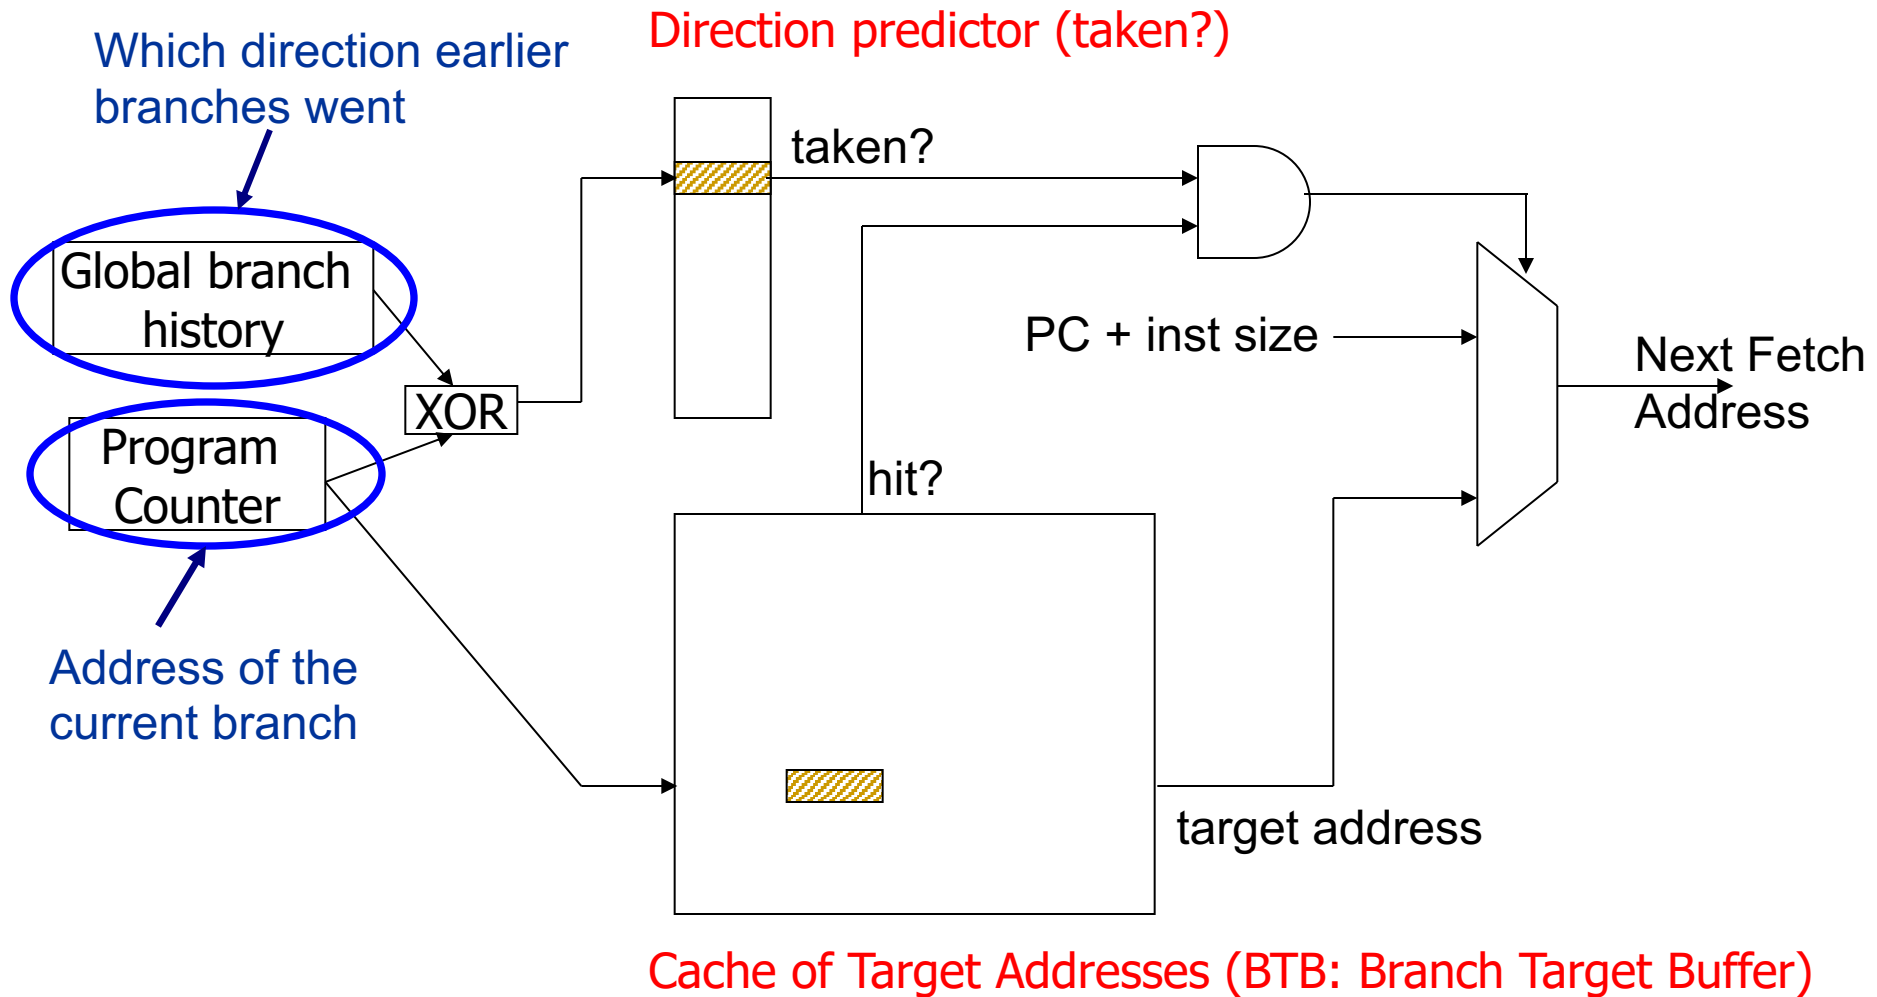 Direction predictor (taken?)
Which direction earlier
branches went
taken?
Global branch
history
PC + inst size
Next Fetch
Address
XOR
Program
Counter
hit?
Address of the
current branch
target address
Cache of Target Addresses (BTB: Branch Target Buffer)